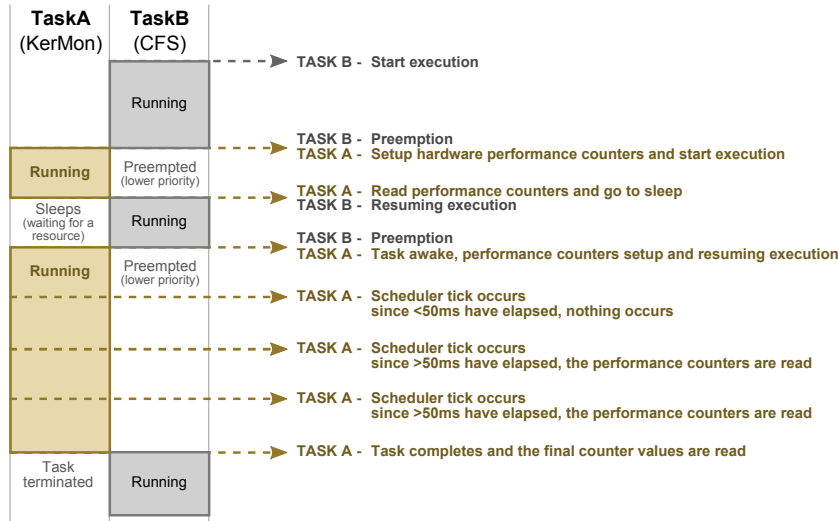 TaskA TaskB
(KerMon) (CFS)
TASK B - Start execution
Running
TASK B - Preemption
TASK A - Setup hardware performance counters and start execution
Running
Preempted
(lower priority)
TASK A - Read performance counters and go to sleep
TASK B - Resuming execution
Sleeps
(waiting for a
resource)
Running
TASK B - Preemption
TASK A - Task awake, performance counters setup and resuming execution
Running
Preempted
(lower priority)
TASK A - Scheduler tick occurs
since <50ms have elapsed, nothing occurs
TASK A - Scheduler tick occurs
since >50ms have elapsed, the performance counters are read
TASK A - Scheduler tick occurs
since >50ms have elapsed, the performance counters are read
TASK A - Task completes and the final counter values are read
Task
terminated
Running